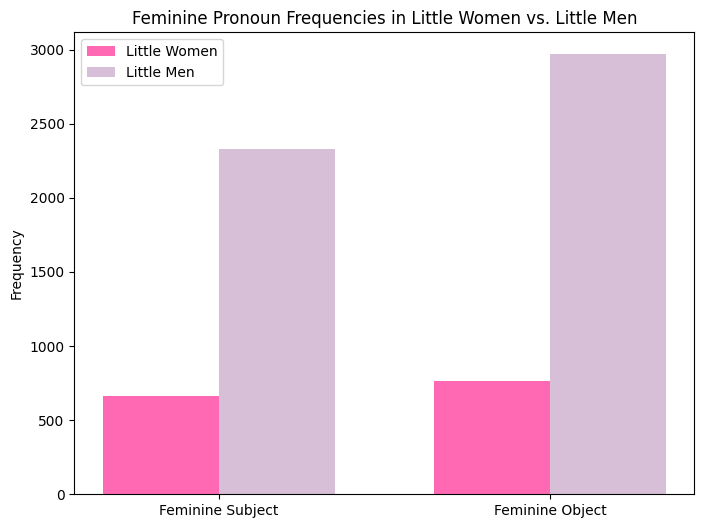 Feminine Pronoun Frequencies in Little Women vs. Little Men
Little Women
Little Men
Frequency
3000
2500
2000
1500
1000
500
0
Feminine Subject
Feminine Object